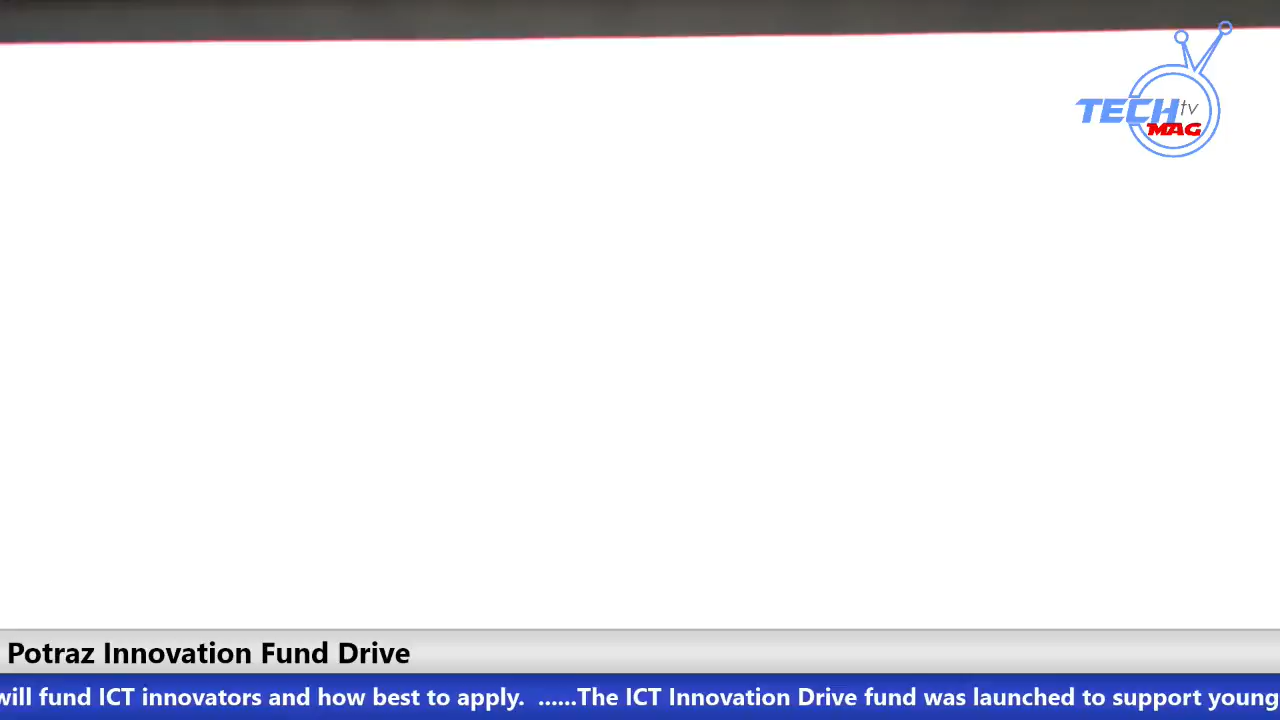 TECH tv
MAG
Potraz Innovation Fund Drive
will fund ICT innovators and how best to apply. ......The ICT Innovation Drive fund was launched to support young